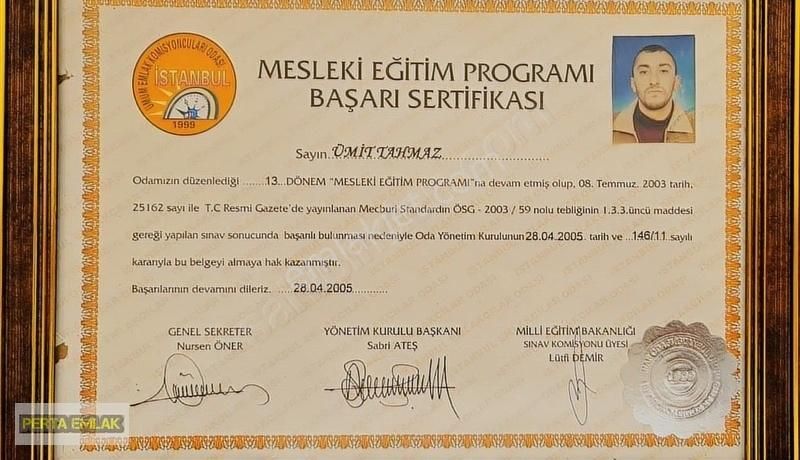 UMUM EMLAK KOMİSYONCULARI ODASI
İSTANBUL
1999
MESLEKİ EĞİTİM PROGRAMI
BAŞARI SERTİFİKASI
Sayın ÜMİT TAHMAZ
Odamızın düzenlediği ......13. DÖNEM "MESLEKİ EĞİTİM PROGRAMI"na devam etmiş olup, 08. Temmuz. 2003 tarih,
25162 sayı ile T.C Resmi Gazete'de yayınlanan Mecburi Standardın ÖSG - 2003 / 59 nolu tebliğinin 1.3.3.üncü maddesi
gereği yapılan sınav sonucunda başarılı bulunması nedeniyle Oda Yönetim Kurulunun 28.04.2005. tarih ve ...146/11 sayılı
kararıyla bu belgeyi almaya hak kazanmıştır.
Başarılarının devamını dileriz. .....28.04.2005...........
GENEL SEKRETER
Nursen ÖNER
YÖNETİM KURULU BAŞKANI
Sabri ATEŞ
MİLLİ EĞİTİM BAKANLIĞI
SINAV KOMİSYONU ÜYESİ
Lütfi DEMİR
1999
PERTA EMLAK